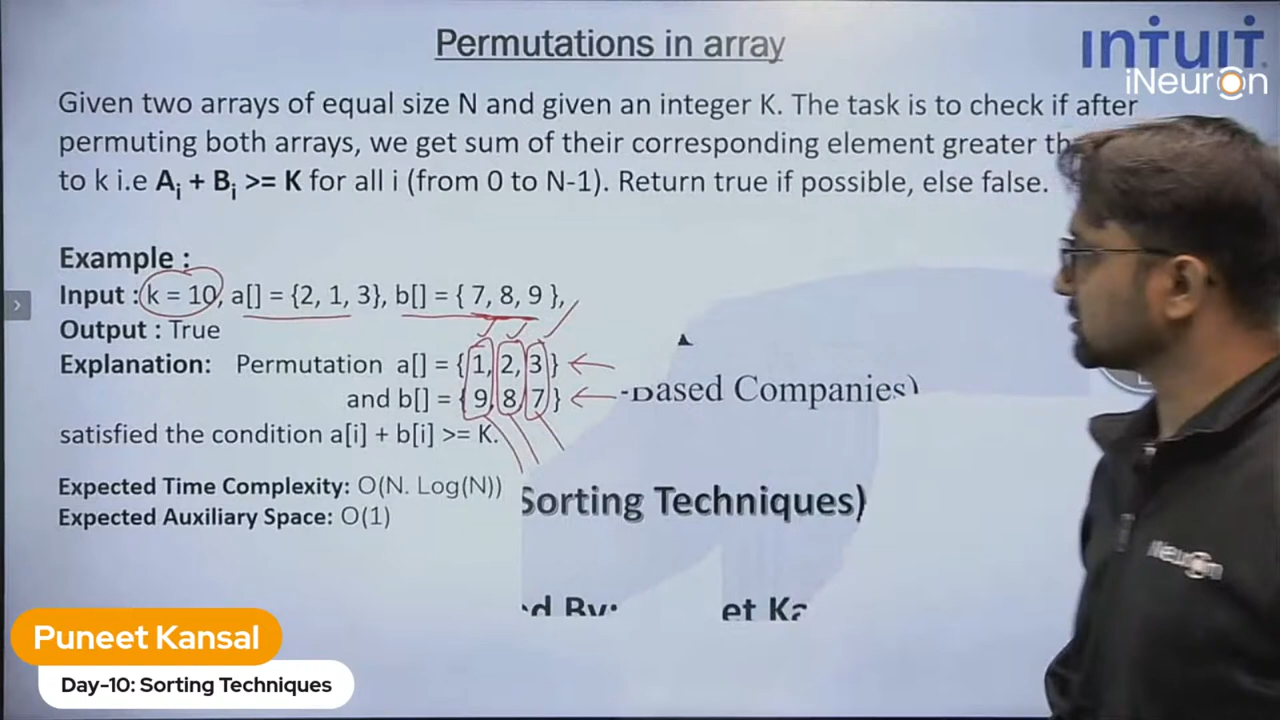 Permutations in array
INTUIT
iNeuron
Given two arrays of equal size N and given an integer K. The task is to check if after
permuting both arrays, we get sum of their corresponding element greater
to k i.e Ai + Bi >= K for all i (from 0 to N-1). Return true if possible, else false.
Example :
Input : k = 10, a[] = {2, 1, 3}, b[] = { 7, 8, 9 },
Output : True
Explanation: Permutation a[] = { 1, 2, 3 }
and b[] = { 9, 8, 7 }
-Based Companies)
satisfied the condition a[i] + b[i] >= K.
Expected Time Complexity: O(N. Log(N))
Sorting Techniques)
Expected Auxiliary Space: O(1)
iNeuron
Puneet Kansal
Day-10: Sorting Techniques